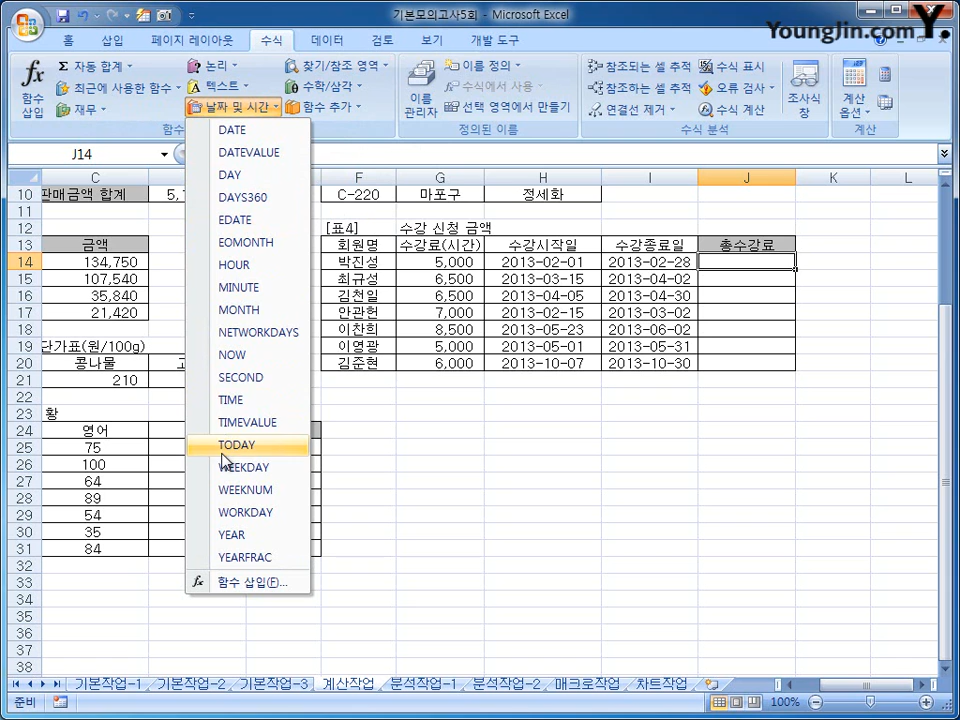 기본모의고사5회 - Microsoft Excel
YoungJin.com Y.
홈 삽입 페이지 레이아웃 수식 데이터 검토 보기 개발 도구
fx 함수 삽입
Σ 자동 합계
최근에 사용한 함수
재무
논리
텍스트
날짜 및 시간
찾기/참조 영역
수학/삼각
함수 추가
이름 관리자
이름 정의
수식에서 사용
선택 영역에서 만들기
정의된 이름
참조되는 셀 추적
참조하는 셀 추적
연결선 제거
수식 표시
오류 검사
수식 계산
수식 분석
조사식 창
계산 옵션
계산
J14
DATE
DATEVALUE
DAY
DAYS360
EDATE
EOMONTH
HOUR
MINUTE
MONTH
NETWORKDAYS
NOW
SECOND
TIME
TIMEVALUE
TODAY
WEEKDAY
WEEKNUM
WORKDAY
YEAR
YEARFRAC
fx 함수 삽입(F)...
C F G H I J K L
10 판매금액 합계 5, C-220 마포구 정세화
11
12 [표4] 수강 신청 금액
13 금액 회원명 수강료(시간) 수강시작일 수강종료일 총수강료
14 134,750 박진성 5,000 2013-02-01 2013-02-28
15 107,540 최규성 6,500 2013-03-15 2013-04-02
16 35,840 김천일 6,500 2013-04-05 2013-04-30
17 21,420 안관헌 7,000 2013-02-15 2013-03-02
18 이찬희 8,500 2013-05-23 2013-06-02
19 단가표(원/100g) 이영광 5,000 2013-05-01 2013-05-31
20 콩나물 김준현 6,000 2013-10-07 2013-10-30
21 210
22
23 황
24 영어
25 75
26 100
27 64
28 89
29 54
30 35
31 84
32
33
34
35
36
37
38
기본작업-1 기본작업-2 기본작업-3 계산작업 분석작업-1 분석작업-2 매크로작업 차트작업
준비 100%